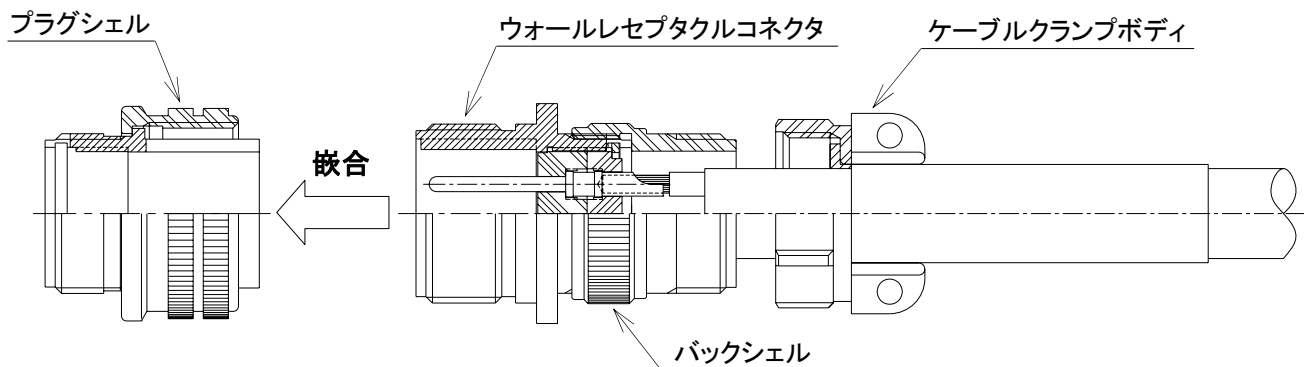 プラグシェル
ウォールレセプタクルコネクタ
ケーブルクランプボディ
嵌合
バックシェル